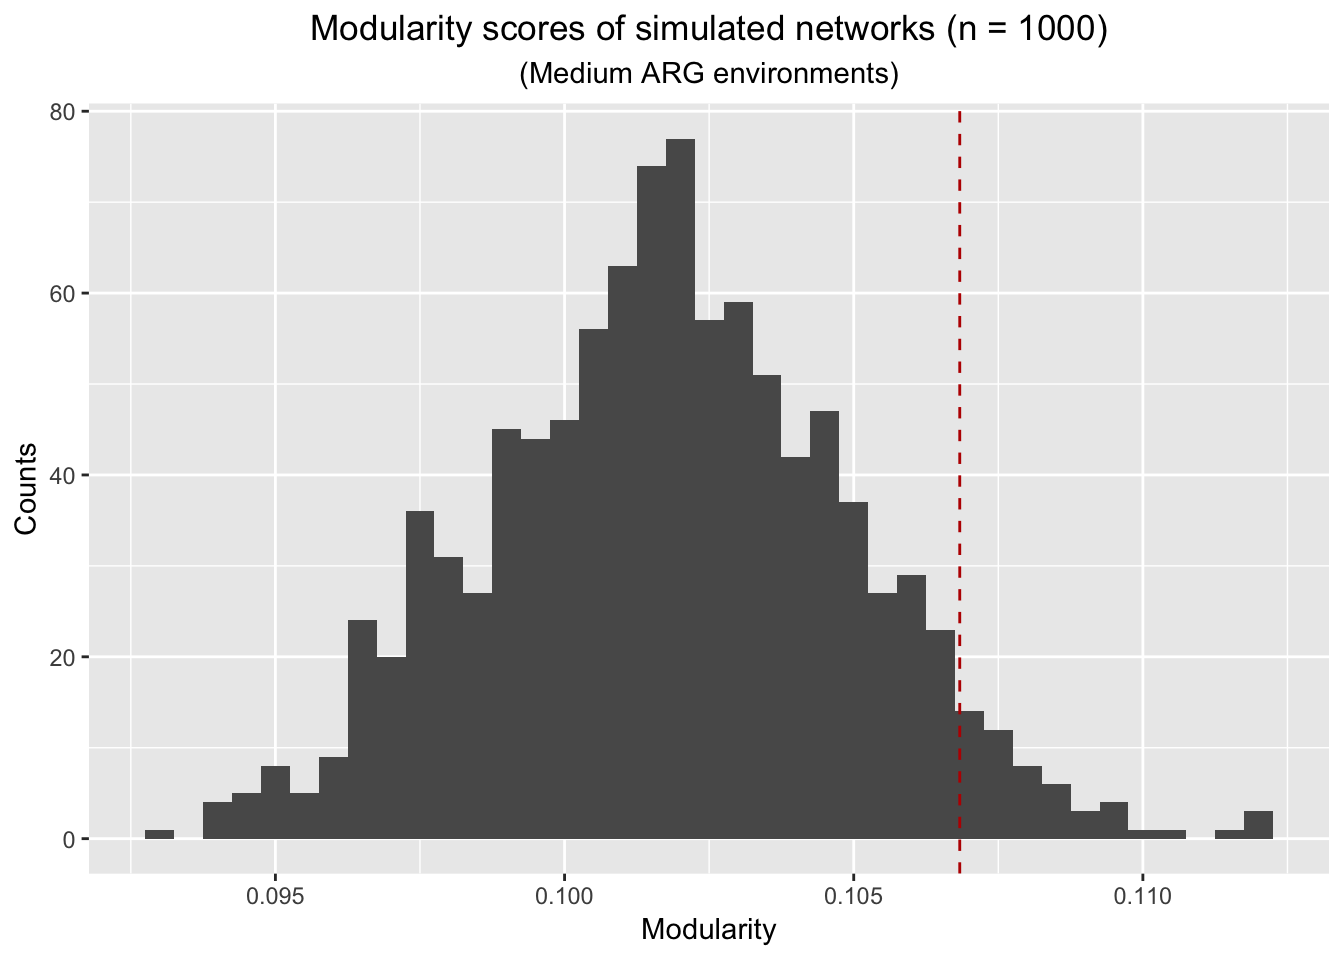 Modularity scores of simulated networks (n = 1000)
(Medium ARG environments)
80
60
40
20
0
Counts
0.095
0.100
0.105
0.110
Modularity